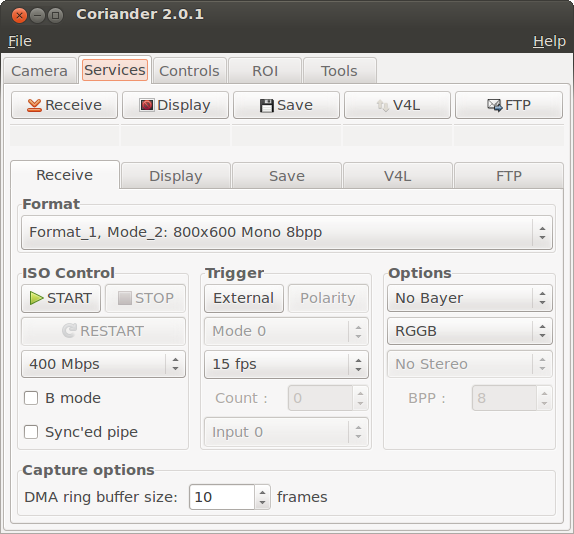 Coriander 2.0.1
File Help
Camera Services Controls ROI Tools
Receive Display Save V4L FTP
Receive Display Save V4L FTP
Format
Format_1, Mode_2: 800x600 Mono 8bpp
ISO Control Trigger Options
START STOP External Polarity No Bayer
RESTART Mode 0 RGGB
400 Mbps 15 fps No Stereo
B mode Count : 0 BPP : 8
Sync'ed pipe Input 0
Capture options
DMA ring buffer size: 10 frames